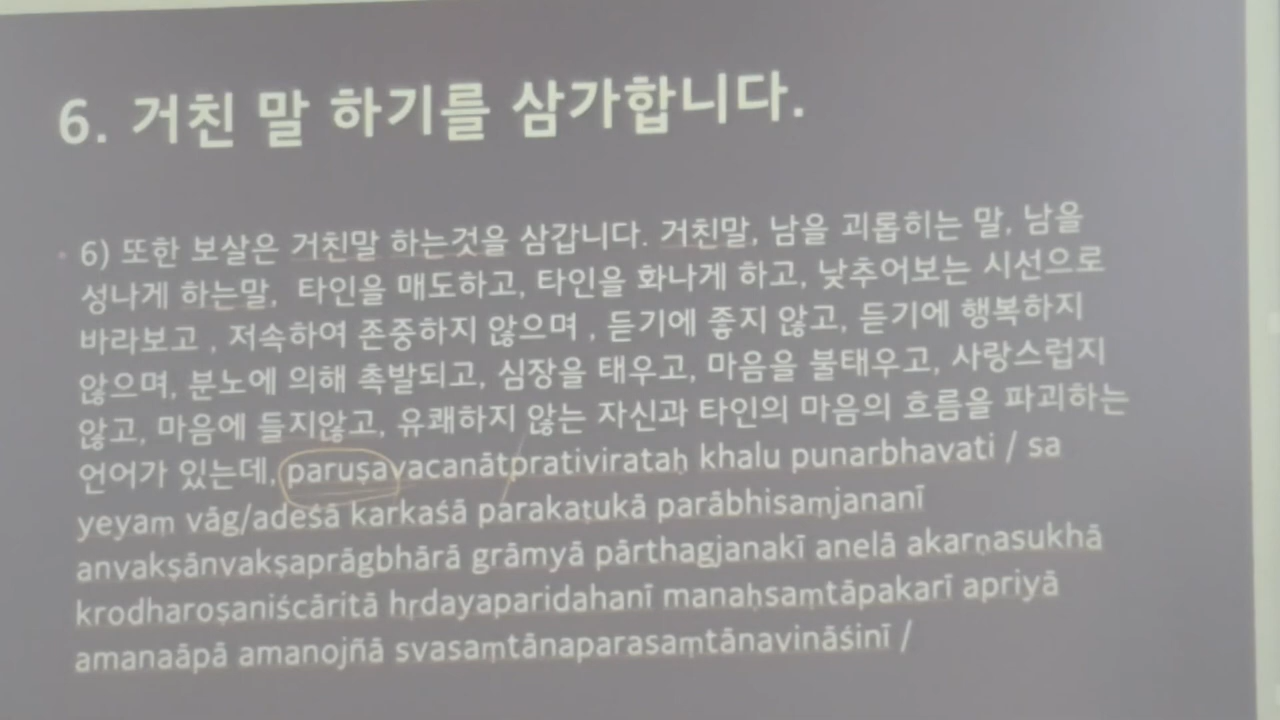 6. 거친 말 하기를 삼가합니다.
6) 또한 보살은 거친말 하는것을 삼갑니다. 거친말, 남을 괴롭히는 말, 남을
성나게 하는말, 타인을 매도하고, 타인을 화나게 하고, 낮추어보는 시선으로
바라보고 , 저속하여 존중하지 않으며 , 듣기에 좋지 않고, 듣기에 행복하지
않으며, 분노에 의해 촉발되고, 심장을 태우고, 마음을 불태우고, 사랑스럽지
않고, 마음에 들지않고, 유쾌하지 않는 자신과 타인의 마음의 흐름을 파괴하는
언어가 있는데, paruṣavacanātprativirataḥ khalu punarbhavati / sa
yeyaṃ vāg/adeśā karkaśā parakaṭukā parābhisaṃjananī
anvakṣānvakṣaprāgbhārā grāmyā pārthagjanakī anelā akarṇasukhā
krodharoṣaniścāritā hṛdayaparidahanī manaḥsaṃtāpakarī apriyā
amanaāpā amanojñā svasaṃtānaparasaṃtānavināśinī /